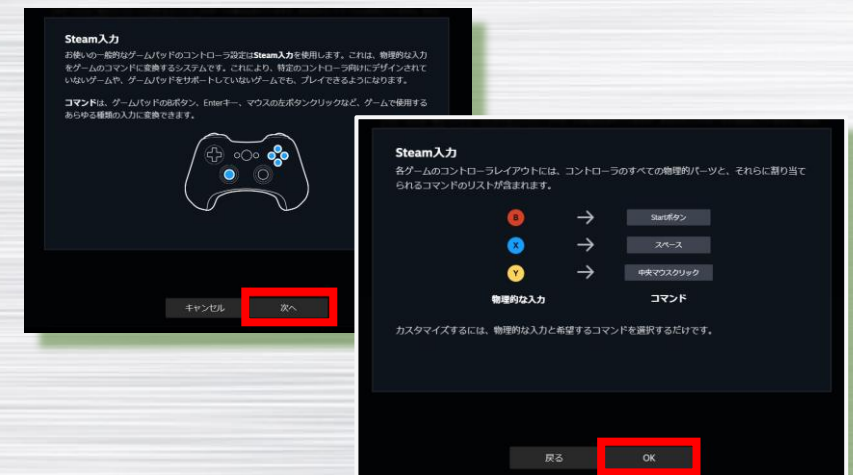 Steam入力
お使いの一般的なゲームパッドのコントローラ設定はSteam入力を使用します。これは、物理的な入力
をゲームのコマンドに変換するシステムです。これにより、特定のコントローラ向けにデザインされて
いないゲームや、ゲームパッドをサポートしていないゲームでも、プレイできるようになります。
コマンドは、ゲームパッドのBボタン、Enterキー、マウスの左ボタンクリックなど、ゲームで使用する
あらゆる種類の入力に変換できます。
キャンセル 次へ
Steam入力
各ゲームのコントローラレイアウトには、コントローラのすべての物理的パーツと、それらに割り当て
られるコマンドのリストが含まれます。
B → Startボタン
X → スペース
Y → 中央マウスクリック
物理的な入力 コマンド
カスタマイズするには、物理的な入力と希望するコマンドを選択するだけです。
戻る OK